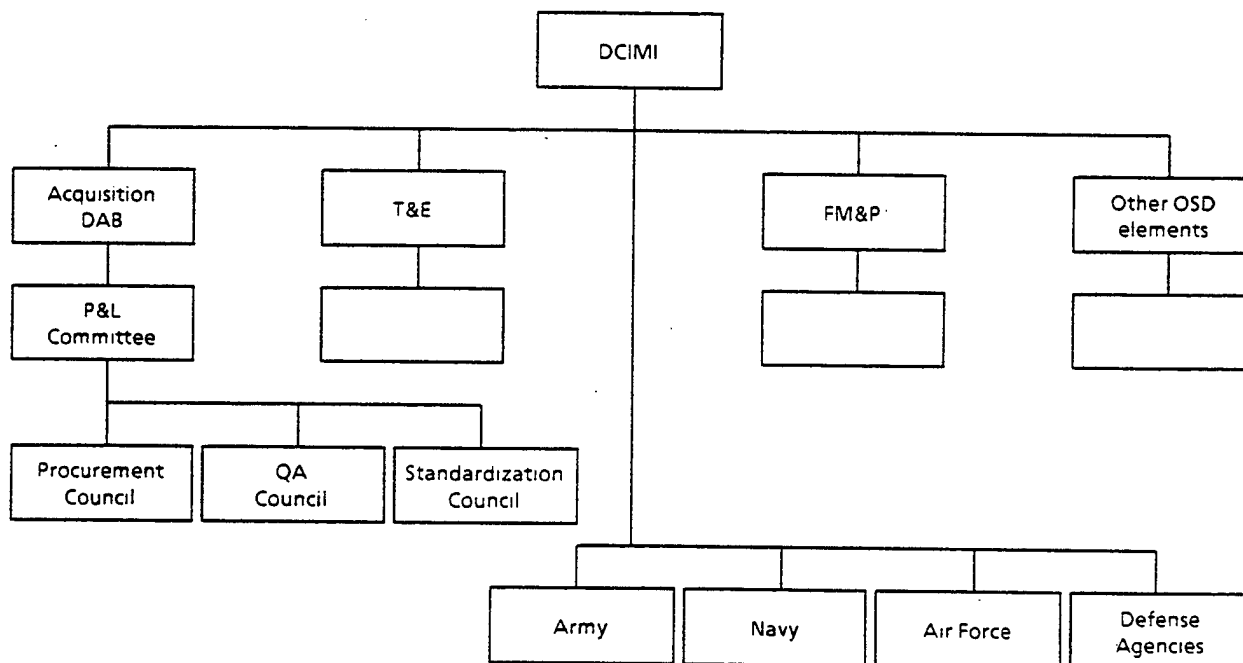 DCIMI
Acquisition
DAB
T&E
FM&P
Other OSD
elements
P&L
Committee
Procurement
Council
QA
Council
Standardization
Council
Army
Navy
Air Force
Defense
Agencies